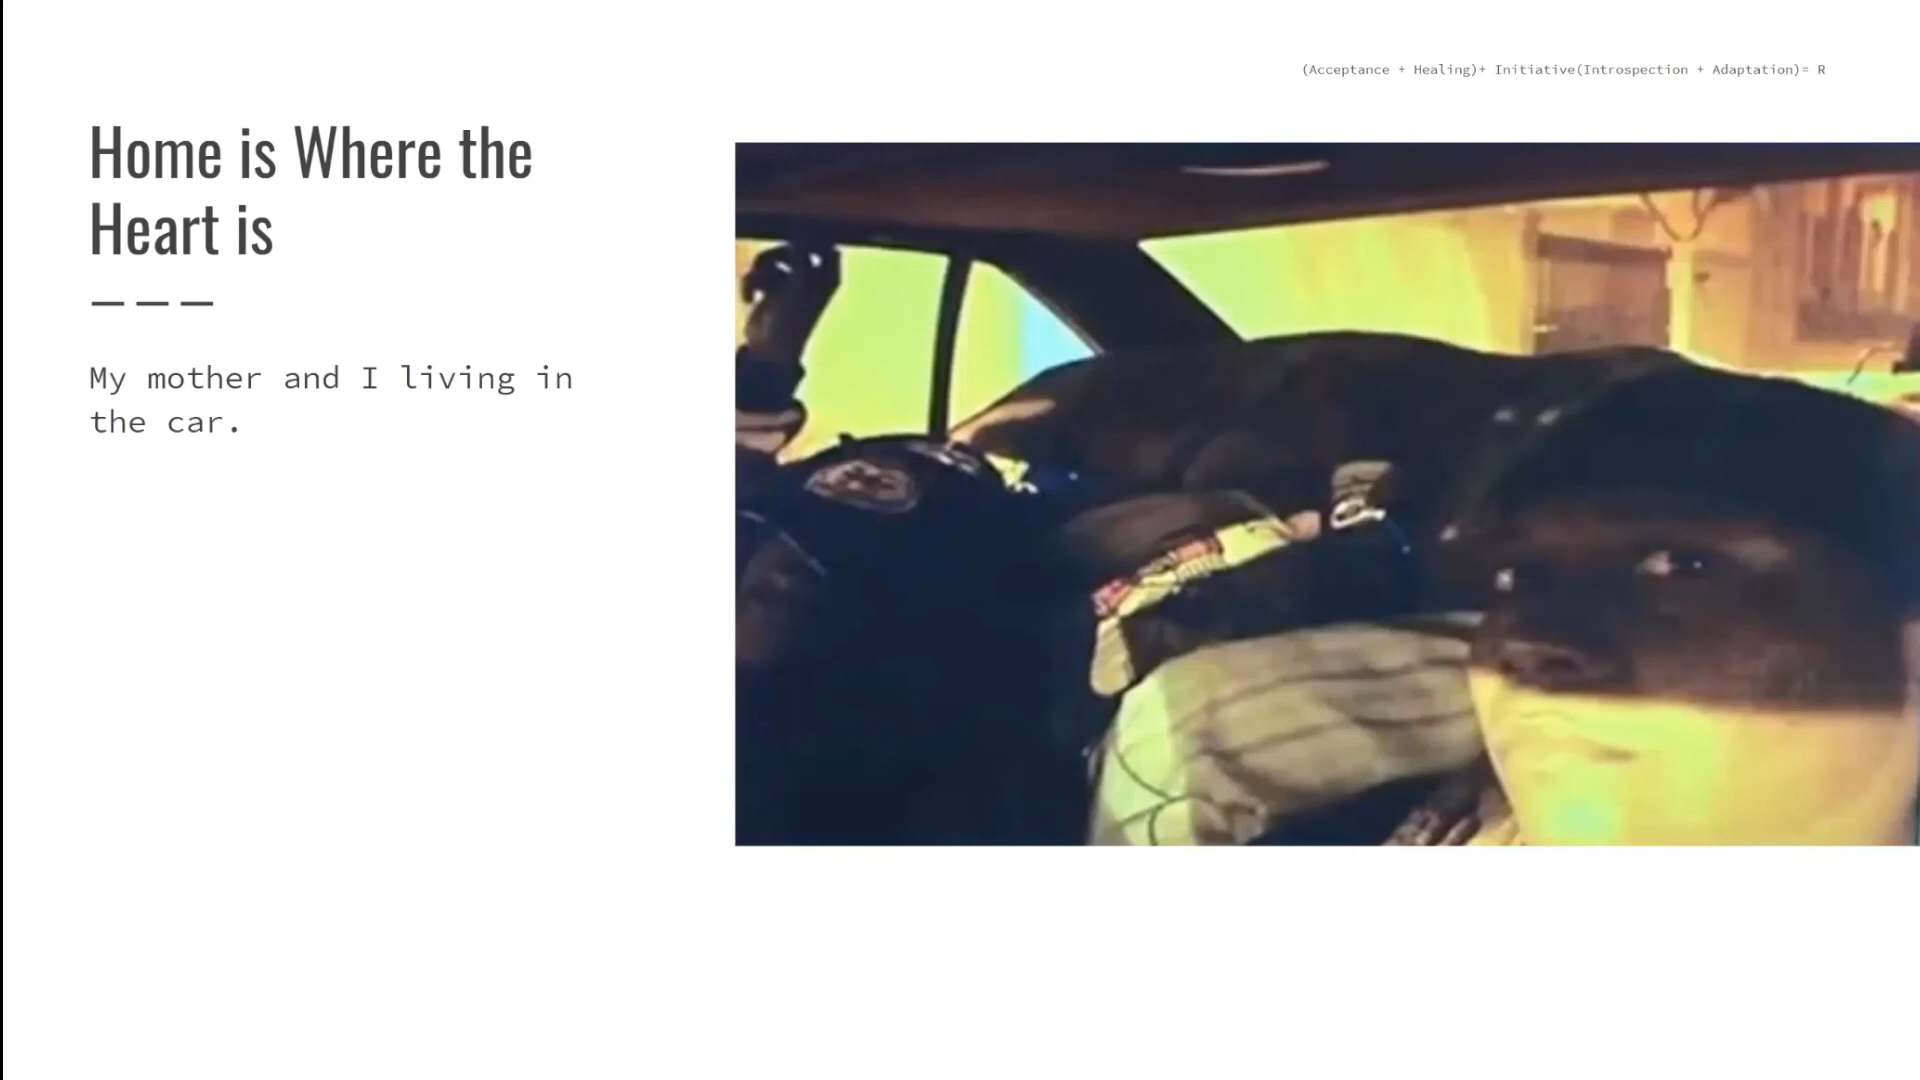 (Acceptance + Healing)+ Initiative(Introspection + Adaptation)= R
Home is Where the
Heart is
My mother and I living in
the car.